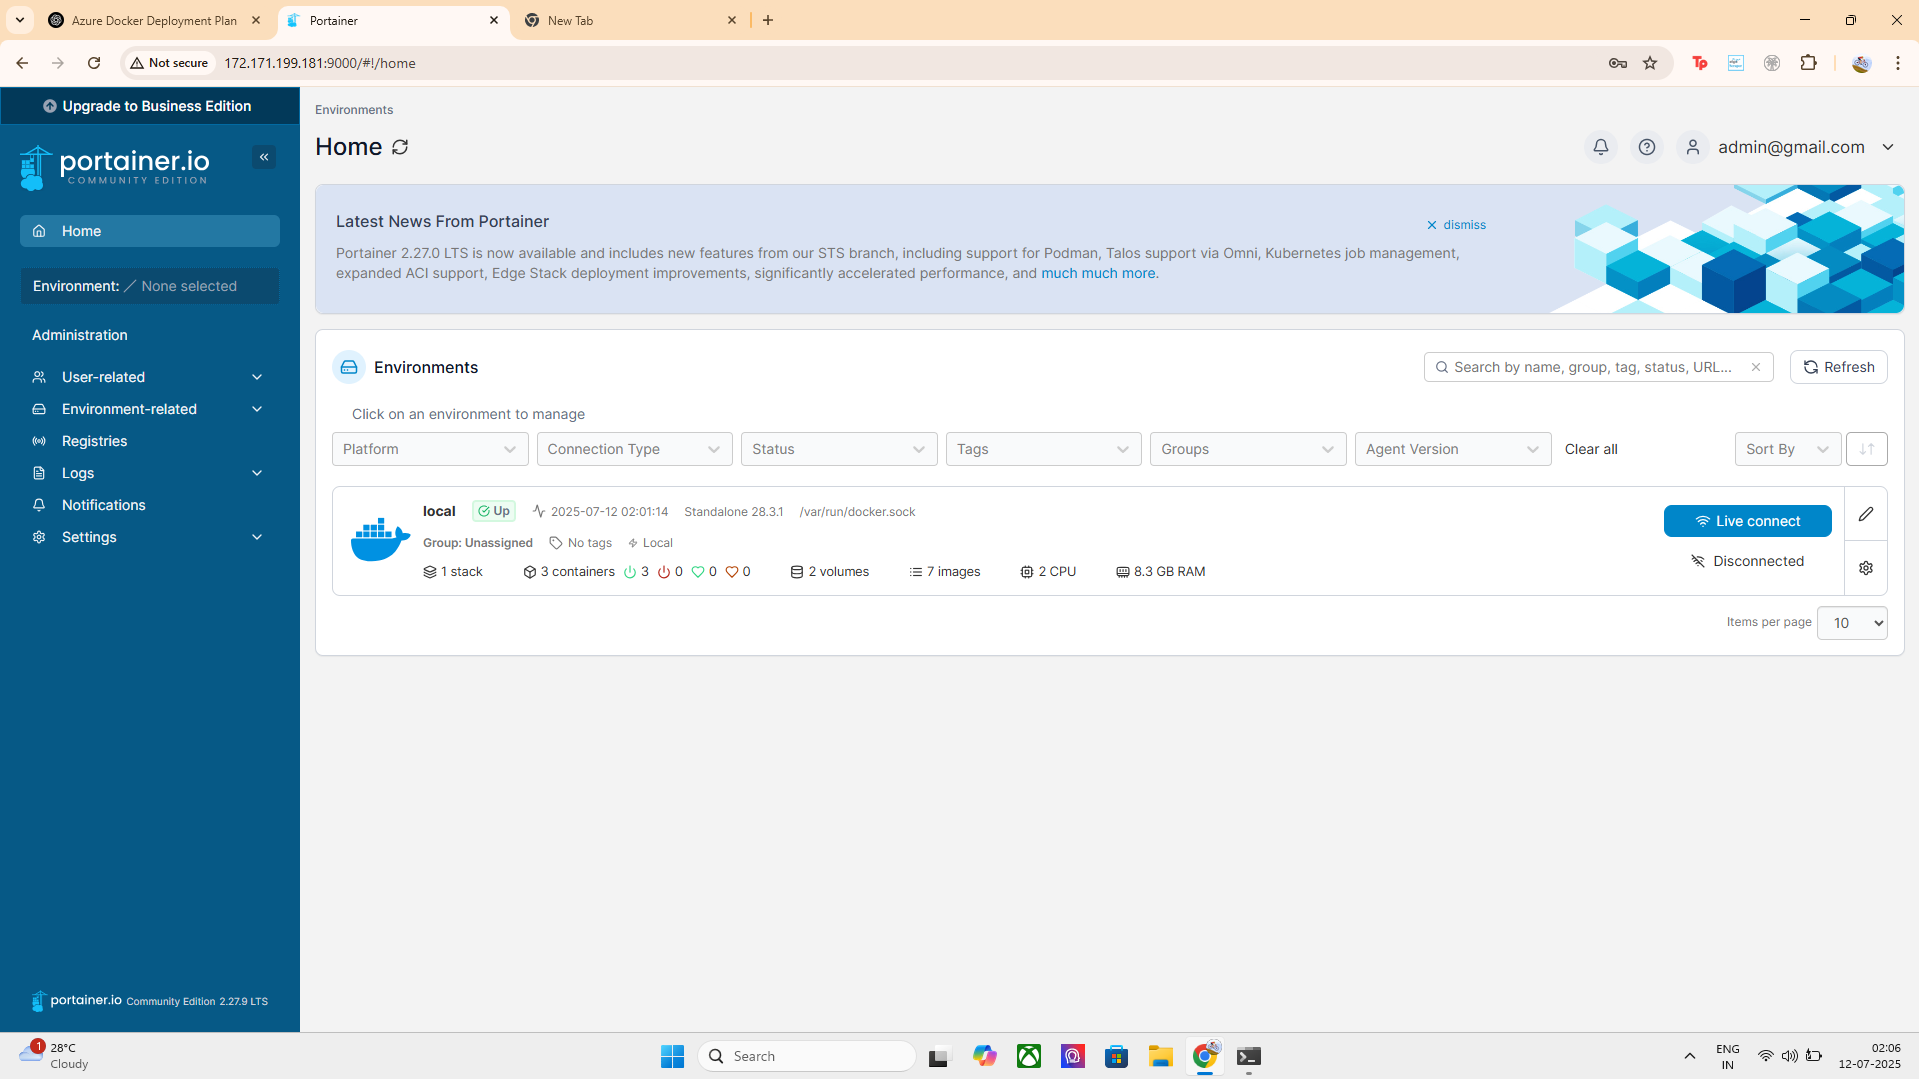 Azure Docker Deployment Plan
Portainer
New Tab
Not secure
172.171.199.181:9000/#!/home
Tp
Upgrade to Business Edition
portainer.io
COMMUNITY EDITION
Home
Environment: None selected
Administration
User-related
Environment-related
Registries
Logs
Notifications
Settings
portainer.io Community Edition 2.27.9 LTS
Environments
Home
admin@gmail.com
Latest News From Portainer
dismiss
Portainer 2.27.0 LTS is now available and includes new features from our STS branch, including support for Podman, Talos support via Omni, Kubernetes job management,
expanded ACI support, Edge Stack deployment improvements, significantly accelerated performance, and much much more.
Environments
Search by name, group, tag, status, URL...
Refresh
Click on an environment to manage
Platform
Connection Type
Status
Tags
Groups
Agent Version
Clear all
Sort By
local Up 2025-07-12 02:01:14 Standalone 28.3.1 /var/run/docker.sock
Group: Unassigned No tags Local
1 stack 3 containers 3 0 0 0 2 volumes 7 images 2 CPU 8.3 GB RAM
Live connect
Disconnected
Items per page 10
1
28°C
Cloudy
Search
ENG
IN
02:06
12-07-2025